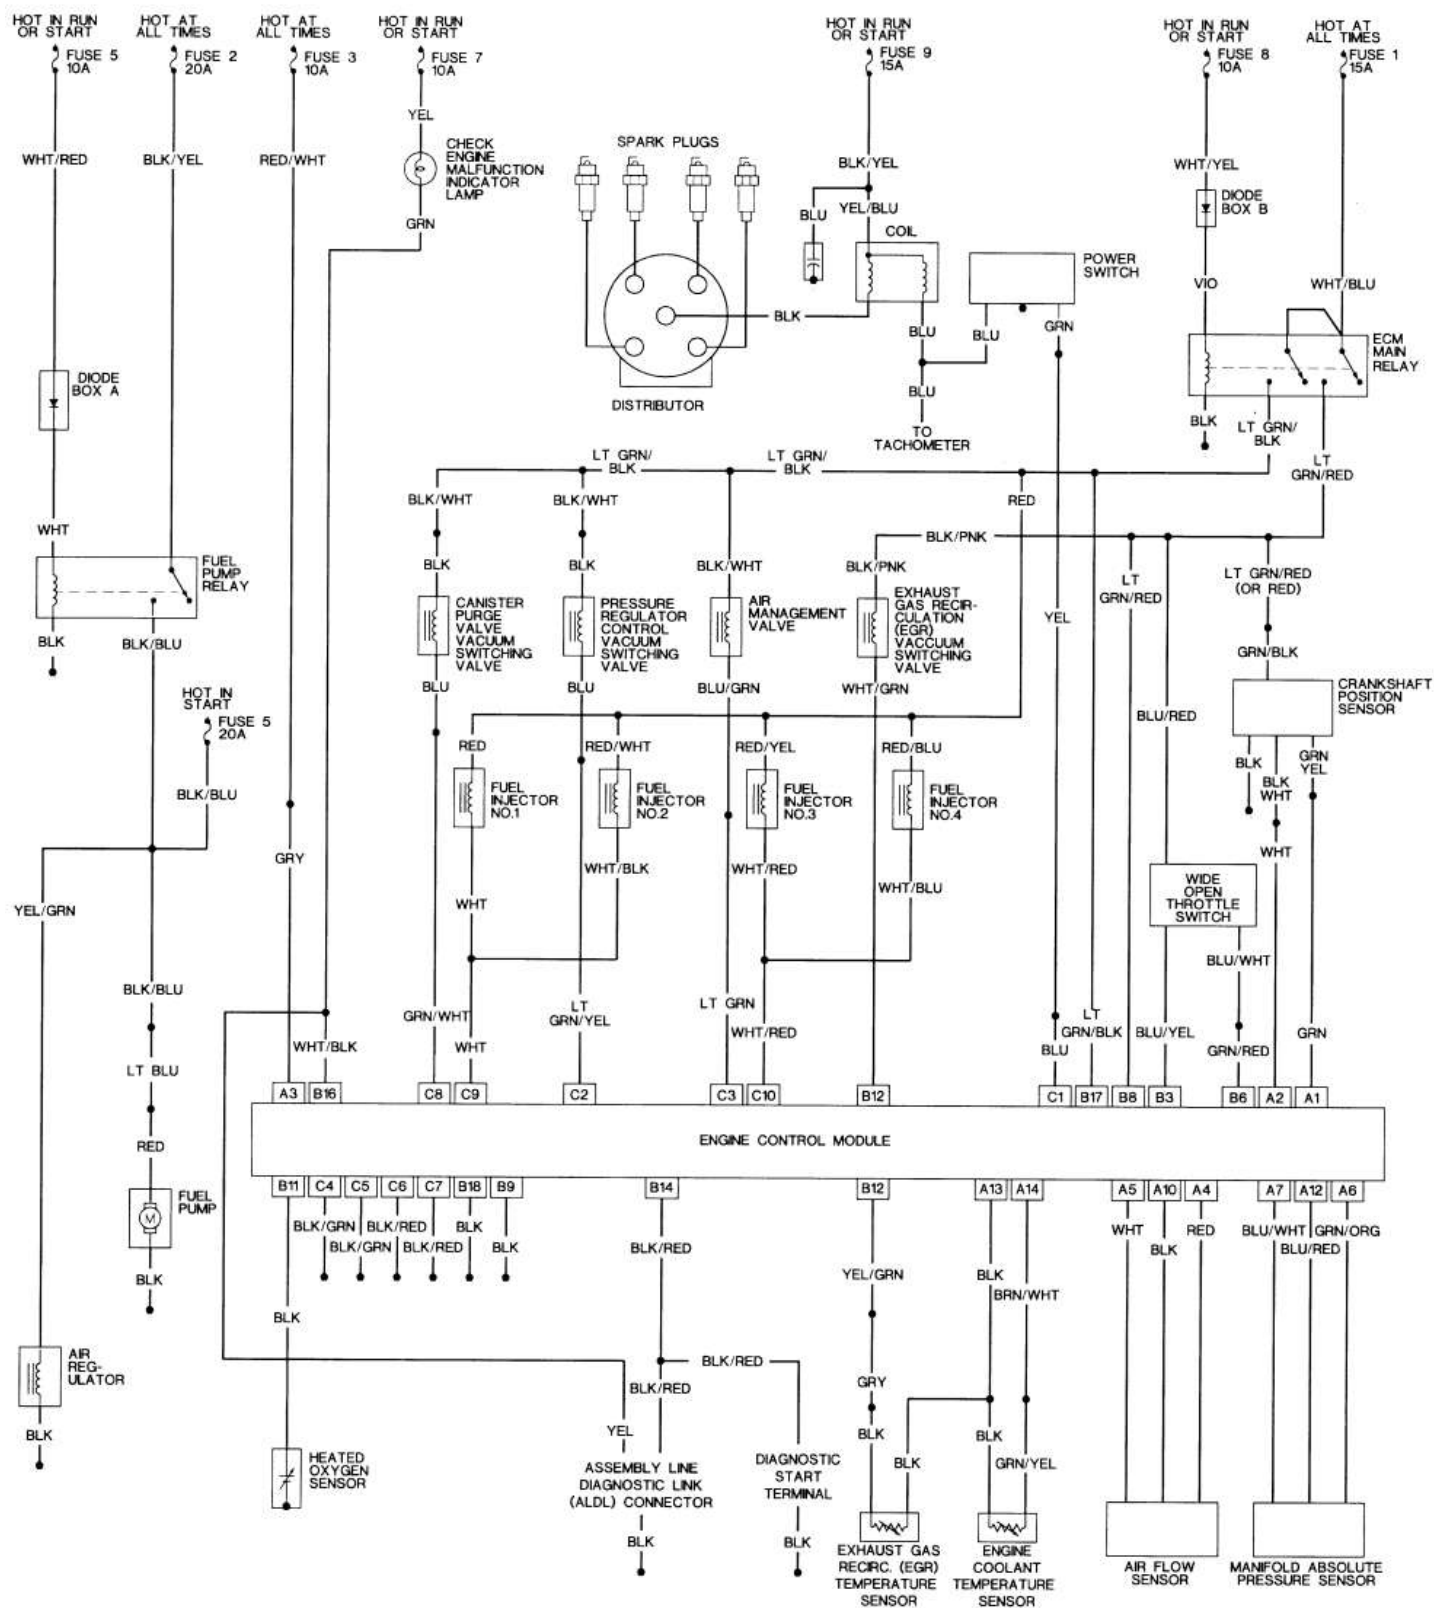 HOT IN RUN
OR START
FUSE 5
10A
HOT AT
ALL TIMES
FUSE 2
20A
HOT AT
ALL TIMES
FUSE 3
10A
HOT IN RUN
OR START
FUSE 7
10A
HOT IN RUN
OR START
FUSE 9
15A
HOT IN RUN
OR START
FUSE 8
10A
HOT AT
ALL TIMES
FUSE 1
15A
WHT/RED
BLK/YEL
RED/WHT
YEL
CHECK
ENGINE
MALFUNCTION
INDICATOR
LAMP
GRN
SPARK PLUGS
BLK/YEL
BLU
YEL/BLU
COIL
POWER
SWITCH
WHT/YEL
DIODE
BOX B
VIO
WHT/BLU
BLK
BLU
BLU
GRN
ECM
MAIN
RELAY
DIODE
BOX A
DISTRIBUTOR
BLU
TO
TACHOMETER
BLK
LT GRN/
BLK
LT
GRN/RED
LT GRN/
BLK
LT GRN/
BLK
BLK/WHT
BLK/WHT
RED
WHT
BLK/PNK
FUEL
PUMP
RELAY
BLK
BLK
BLK/WHT
BLK/PNK
LT
GRN/RED
LT GRN/RED
(OR RED)
CANISTER
PURGE
VALVE
VACUUM
SWITCHING
VALVE
PRESSURE
REGULATOR
CONTROL
VACUUM
SWITCHING
VALVE
AIR
MANAGEMENT
VALVE
EXHAUST
GAS RECIR-
CULATION
(EGR)
VACCUUM
SWITCHING
VALVE
YEL
BLK
BLK/BLU
GRN/BLK
HOT IN
START
FUSE 5
20A
BLU
BLU
BLU/GRN
WHT/GRN
CRANKSHAFT
POSITION
SENSOR
BLU/RED
RED
RED/WHT
RED/YEL
RED/BLU
BLK
BLK
WHT
GRN
YEL
BLK/BLU
FUEL
INJECTOR
NO.1
FUEL
INJECTOR
NO.2
FUEL
INJECTOR
NO.3
FUEL
INJECTOR
NO.4
GRY
WHT/BLK
WHT/RED
WHT/BLU
WHT
WIDE
OPEN
THROTTLE
SWITCH
YEL/GRN
WHT
BLU/WHT
BLK/BLU
GRN/WHT
LT
GRN/YEL
LT GRN
WHT/RED
LT
GRN/BLK
BLU/YEL
GRN
WHT/BLK
WHT
BLU
GRN/RED
LT BLU
A3
B16
C8
C9
C2
C3
C10
B12
C1
B17
B8
B3
B6
A2
A1
RED
ENGINE CONTROL MODULE
B11
C4
C5
C6
C7
B18
B9
B14
B12
A13
A14
A5
A10
A4
A7
A12
A6
FUEL
PUMP
M
BLK/GRN
BLK/RED
BLK
BLK/GRN
BLK/RED
BLK
BLK/RED
WHT
RED
BLK
BLU/WHT
GRN/ORG
BLU/RED
BLK
YEL/GRN
BLK
BRN/WHT
BLK
AIR
REG-
ULATOR
BLK/RED
BLK/RED
GRY
BLK
YEL
BLK
BLK
BLK
GRN/YEL
HEATED
OXYGEN
SENSOR
ASSEMBLY LINE
DIAGNOSTIC LINK
(ALDL) CONNECTOR
DIAGNOSTIC
START
TERMINAL
BLK
BLK
EXHAUST GAS
RECIRC. (EGR)
TEMPERATURE
SENSOR
ENGINE
COOLANT
TEMPERATURE
SENSOR
AIR FLOW
SENSOR
MANIFOLD ABSOLUTE
PRESSURE SENSOR